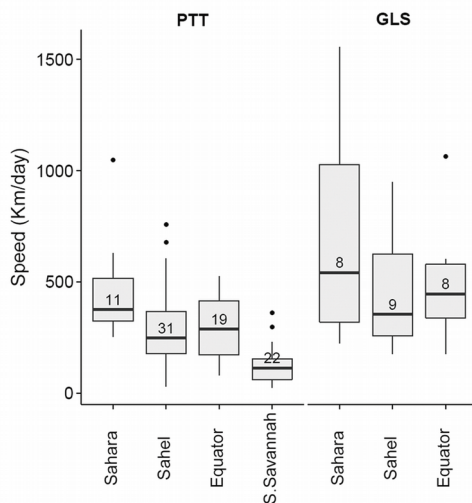 PTT GLS
Speed (Km/day)
1500
1000
500
0
11
31
19
22
8
9
8
Sahara
Sahel
Equator
S.Savannah
Sahara
Sahel
Equator